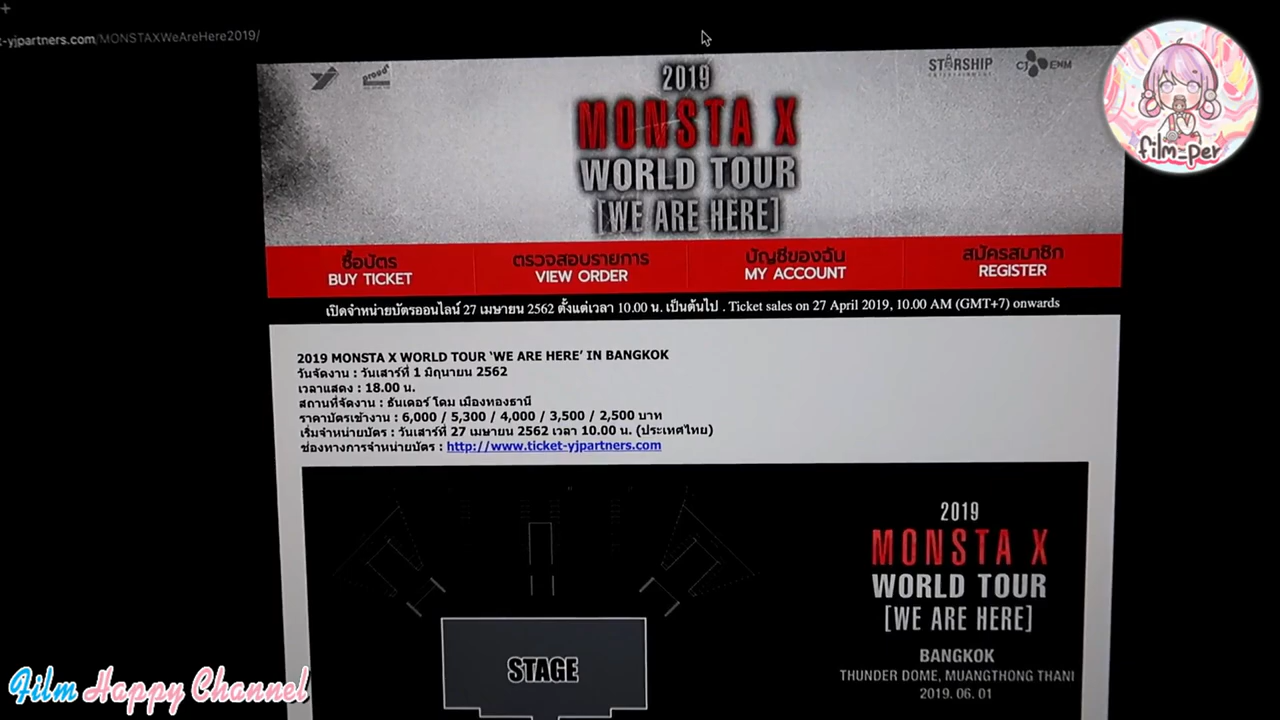 -yjpartners.com/MONSTAXWeAreHere2019/
proud
STARSHIP
ENTERTAINMENT
CJ ENM
film_per
2019
MONSTA X
WORLD TOUR
[WE ARE HERE]
ซื้อบัตร
BUY TICKET
ตรวจสอบรายการ
VIEW ORDER
บัญชีของฉัน
MY ACCOUNT
สมัครสมาชิก
REGISTER
เปิดจำหน่ายบัตรออนไลน์ 27 เมษายน 2562 ตั้งแต่เวลา 10.00 น. เป็นต้นไป . Ticket sales on 27 April 2019, 10.00 AM (GMT+7) onwards
2019 MONSTA X WORLD TOUR ‘WE ARE HERE’ IN BANGKOK
วันจัดงาน : วันเสาร์ที่ 1 มิถุนายน 2562
เวลาแสดง : 18.00 น.
สถานที่จัดงาน : ธันเดอร์ โดม เมืองทองธานี
ราคาบัตรเข้างาน : 6,000 / 5,300 / 4,000 / 3,500 / 2,500 บาท
เริ่มจำหน่ายบัตร : วันเสาร์ที่ 27 เมษายน 2562 เวลา 10.00 น. (ประเทศไทย)
ช่องทางการจำหน่ายบัตร : http://www.ticket-yjpartners.com
2019
MONSTA X
WORLD TOUR
[WE ARE HERE]
BANGKOK
THUNDER DOME, MUANGTHONG THANI
2019. 06. 01
STAGE
Film Happy Channel